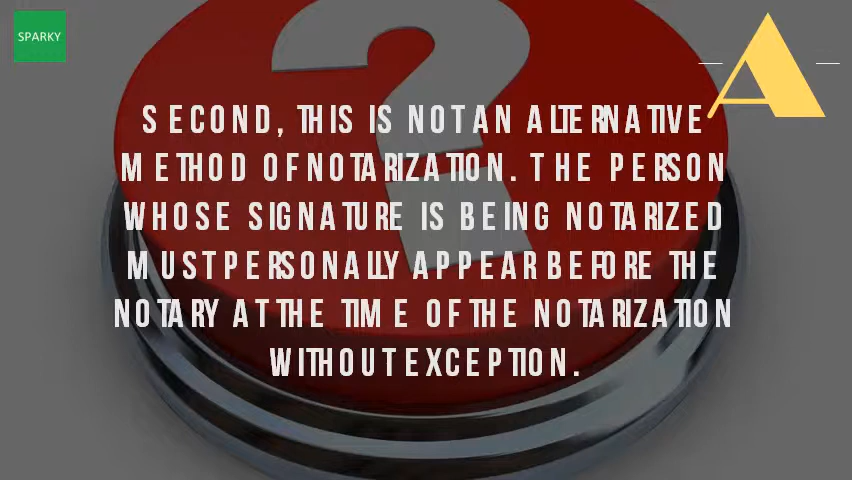 SPARKY
A
SECOND, THIS IS NOT AN ALTERNATIVE
METHOD OF NOTARIZATION. THE PERSON
WHOSE SIGNATURE IS BEING NOTARIZED
MUST PERSONALLY APPEAR BEFORE THE
NOTARY AT THE TIME OF THE NOTARIZATION
WITHOUT EXCEPTION.
?